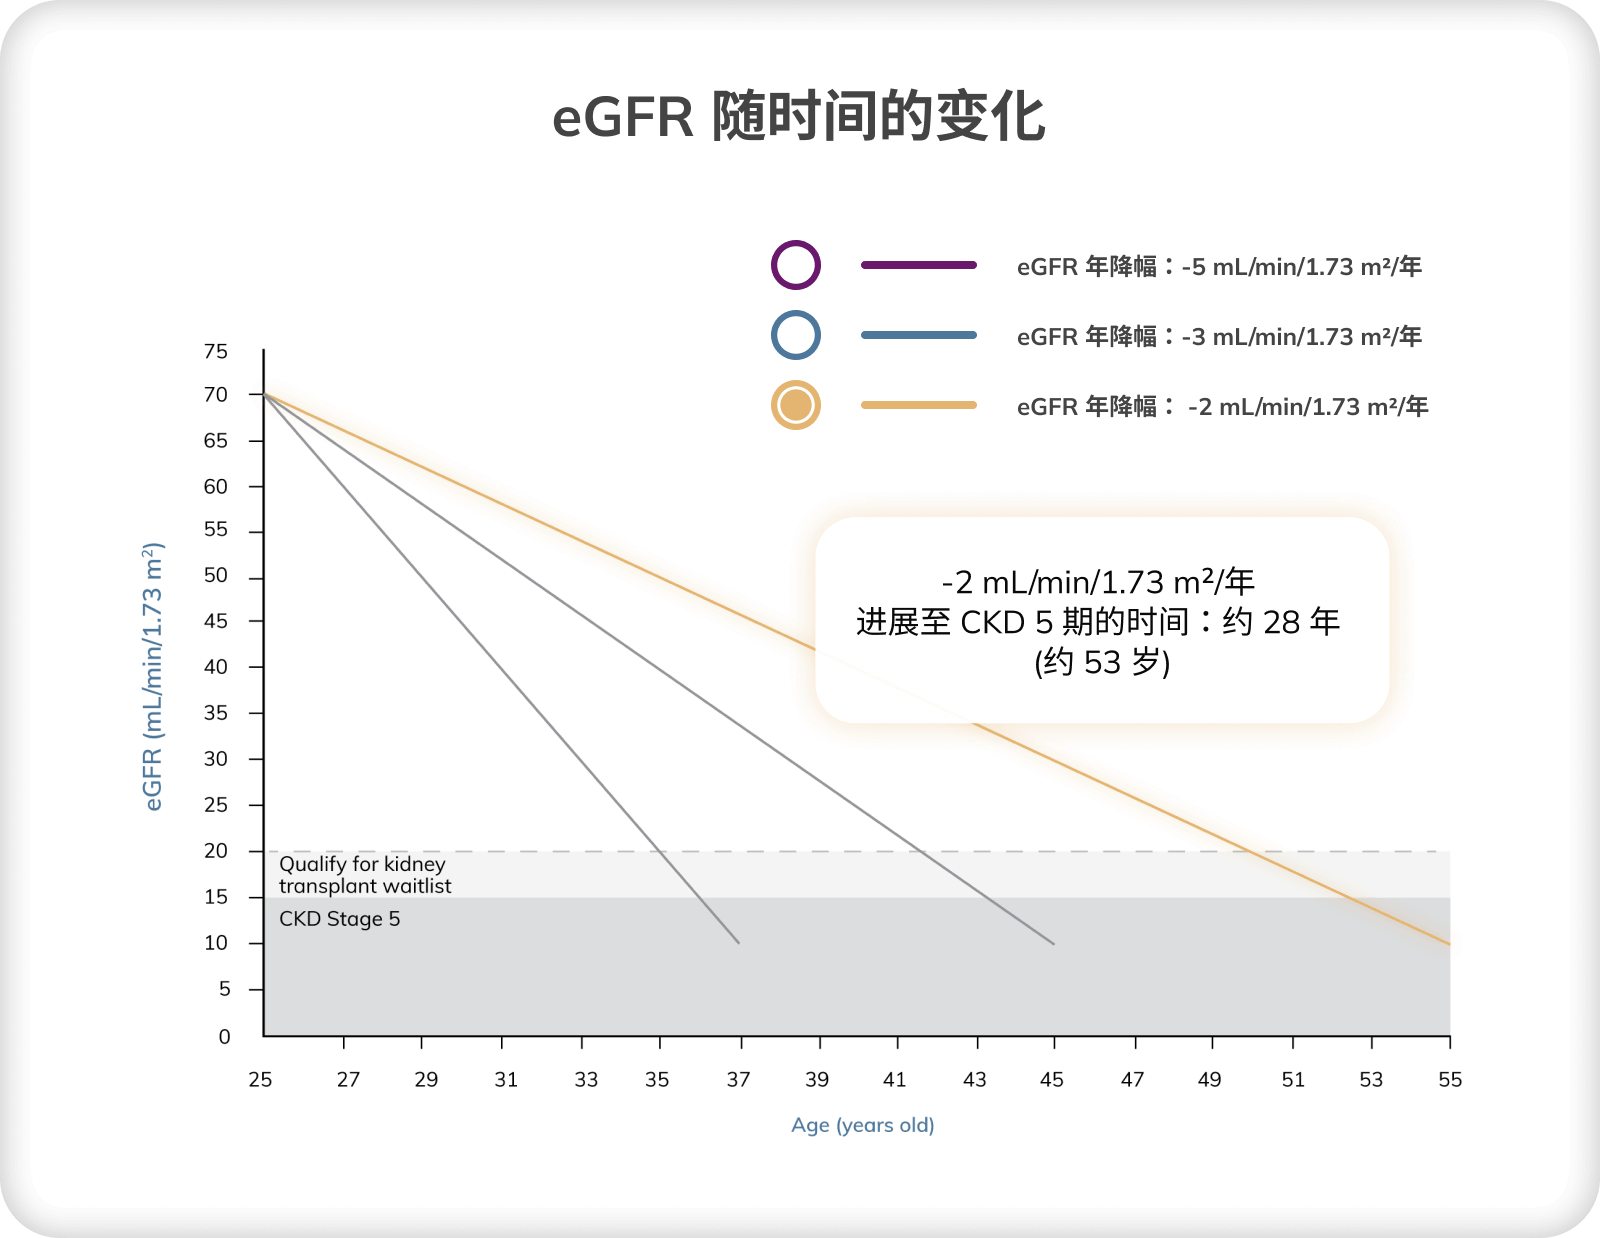 eGFR 随时间的变化
eGFR 年降幅：-5 mL/min/1.73 m²/年
eGFR 年降幅：-3 mL/min/1.73 m²/年
eGFR 年降幅： -2 mL/min/1.73 m²/年
-2 mL/min/1.73 m²/年
进展至 CKD 5 期的时间：约 28 年
(约 53 岁)
eGFR (mL/min/1.73 m²)
75
70
65
60
55
50
45
40
35
30
25
20
15
10
5
0
Qualify for kidney
transplant waitlist
CKD Stage 5
25 27 29 31 33 35 37 39 41 43 45 47 49 51 53 55
Age (years old)